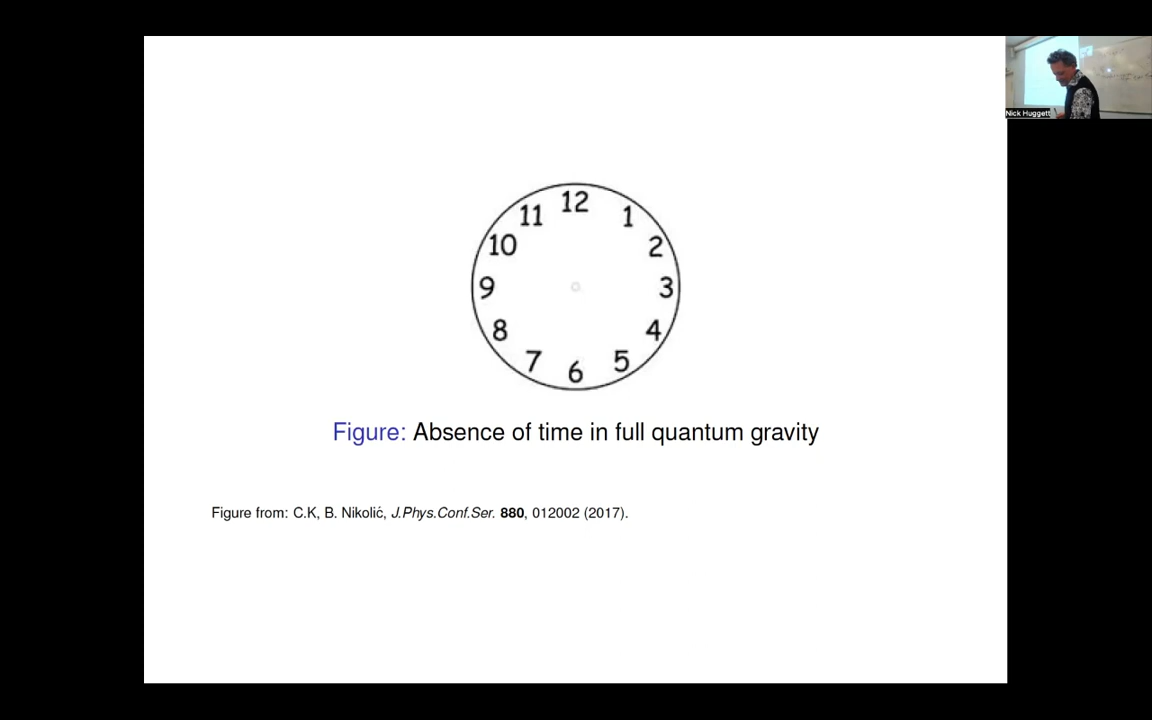 12
11 1
10 2
9 3
8 4
7 5
6
Figure: Absence of time in full quantum gravity
Figure from: C.K, B. Nikolić, J.Phys.Conf.Ser. 880, 012002 (2017).
Nick Huggett